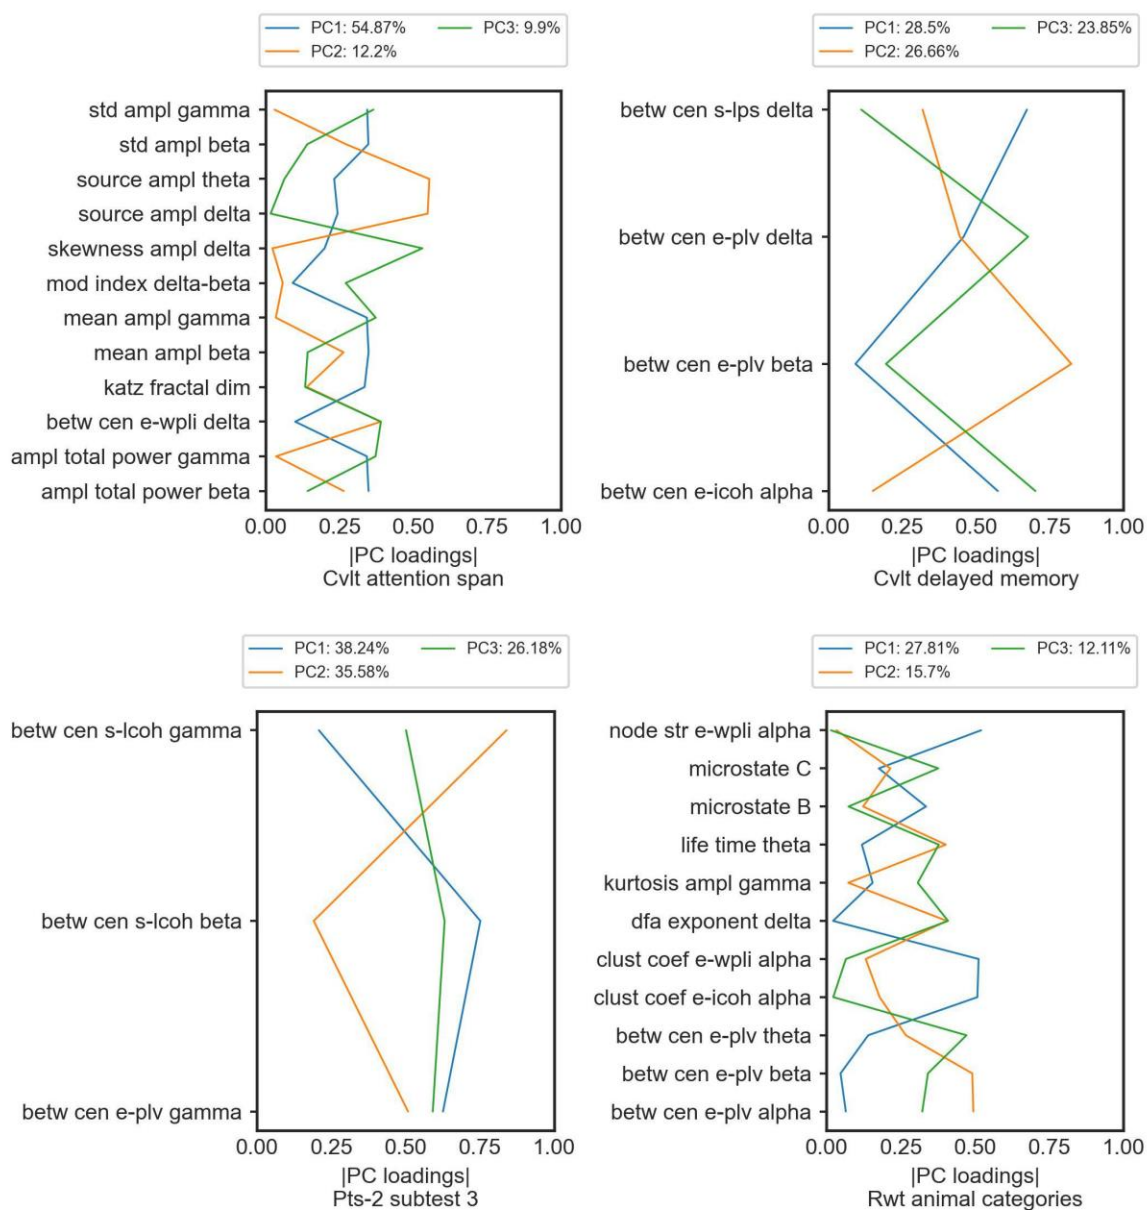 PC1: 54.87% PC3: 9.9%
PC2: 12.2%
std ampl gamma
std ampl beta
source ampl theta
source ampl delta
skewness ampl delta
mod index delta-beta
mean ampl gamma
mean ampl beta
katz fractal dim
betw cen e-wpli delta
ampl total power gamma
ampl total power beta
0.00 0.25 0.50 0.75 1.00
|PC loadings|
Cvlt attention span
PC1: 28.5% PC3: 23.85%
PC2: 26.66%
betw cen s-lps delta
betw cen e-plv delta
betw cen e-plv beta
betw cen e-icoh alpha
0.00 0.25 0.50 0.75 1.00
|PC loadings|
Cvlt delayed memory
PC1: 38.24% PC3: 26.18%
PC2: 35.58%
betw cen s-lcoh gamma
betw cen s-lcoh beta
betw cen e-plv gamma
0.00 0.25 0.50 0.75 1.00
|PC loadings|
Pts-2 subtest 3
PC1: 27.81% PC3: 12.11%
PC2: 15.7%
node str e-wpli alpha
microstate C
microstate B
life time theta
kurtosis ampl gamma
dfa exponent delta
clust coef e-wpli alpha
clust coef e-icoh alpha
betw cen e-plv theta
betw cen e-plv beta
betw cen e-plv alpha
0.00 0.25 0.50 0.75 1.00
|PC loadings|
Rwt animal categories